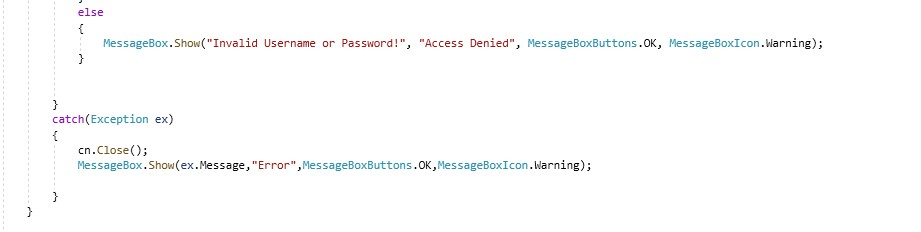 }
else
{
MessageBox.Show("Invalid Username or Password!", "Access Denied", MessageBoxButtons.OK, MessageBoxIcon.Warning);
}
}
catch(Exception ex)
{
cn.Close();
MessageBox.Show(ex.Message,"Error",MessageBoxButtons.OK,MessageBoxIcon.Warning);
}
}